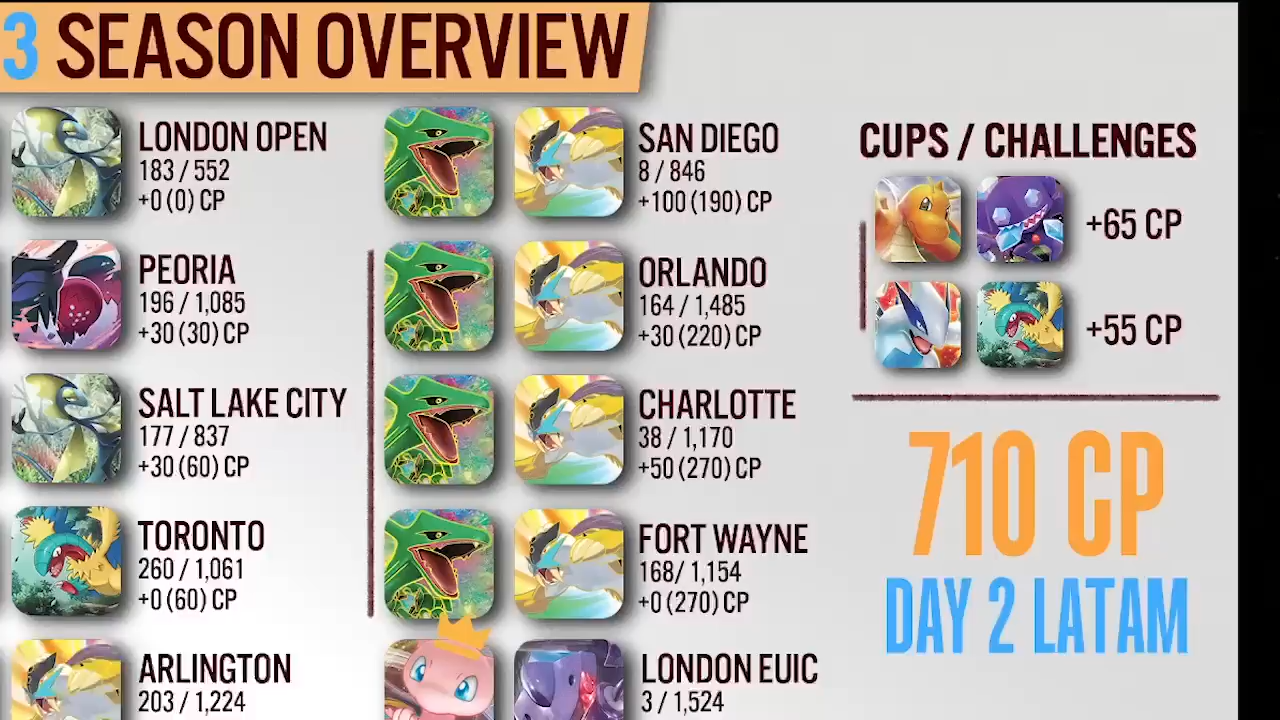 3 SEASON OVERVIEW
LONDON OPEN
183 / 552
+0 (0) CP
PEORIA
196 / 1,085
+30 (30) CP
SALT LAKE CITY
177 / 837
+30 (60) CP
TORONTO
260 / 1,061
+0 (60) CP
ARLINGTON
203 / 1,224
SAN DIEGO
8 / 846
+100 (190) CP
ORLANDO
164 / 1,485
+30 (220) CP
CHARLOTTE
38 / 1,170
+50 (270) CP
FORT WAYNE
168/ 1,154
+0 (270) CP
LONDON EUIC
3 / 1,524
CUPS / CHALLENGES
+65 CP
+55 CP
710 CP
DAY 2 LATAM